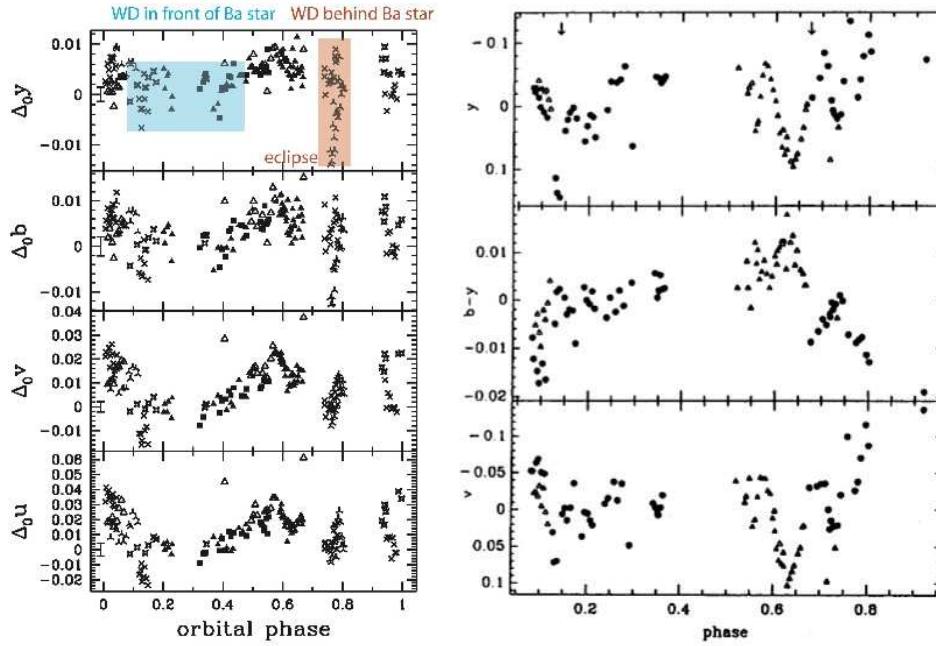 WD in front of Ba star
WD behind Ba star
eclipse
Δ₀y
0.01
0
−0.01
Δ₀b
0.01
0
−0.01
0.04
Δ₀v
0.03
0.02
0.01
0
−0.01
Δ₀u
0.06
0.05
0.04
0.03
0.02
0.01
0
−0.01
−0.02
0 0.2 0.4 0.6 0.8 1
orbital phase
y
−0.1
0
0.1
b−y
0.01
0
−0.01
−0.02
v
−0.1
−0.05
0
0.05
0.1
0.2 0.4 0.6 0.8
phase